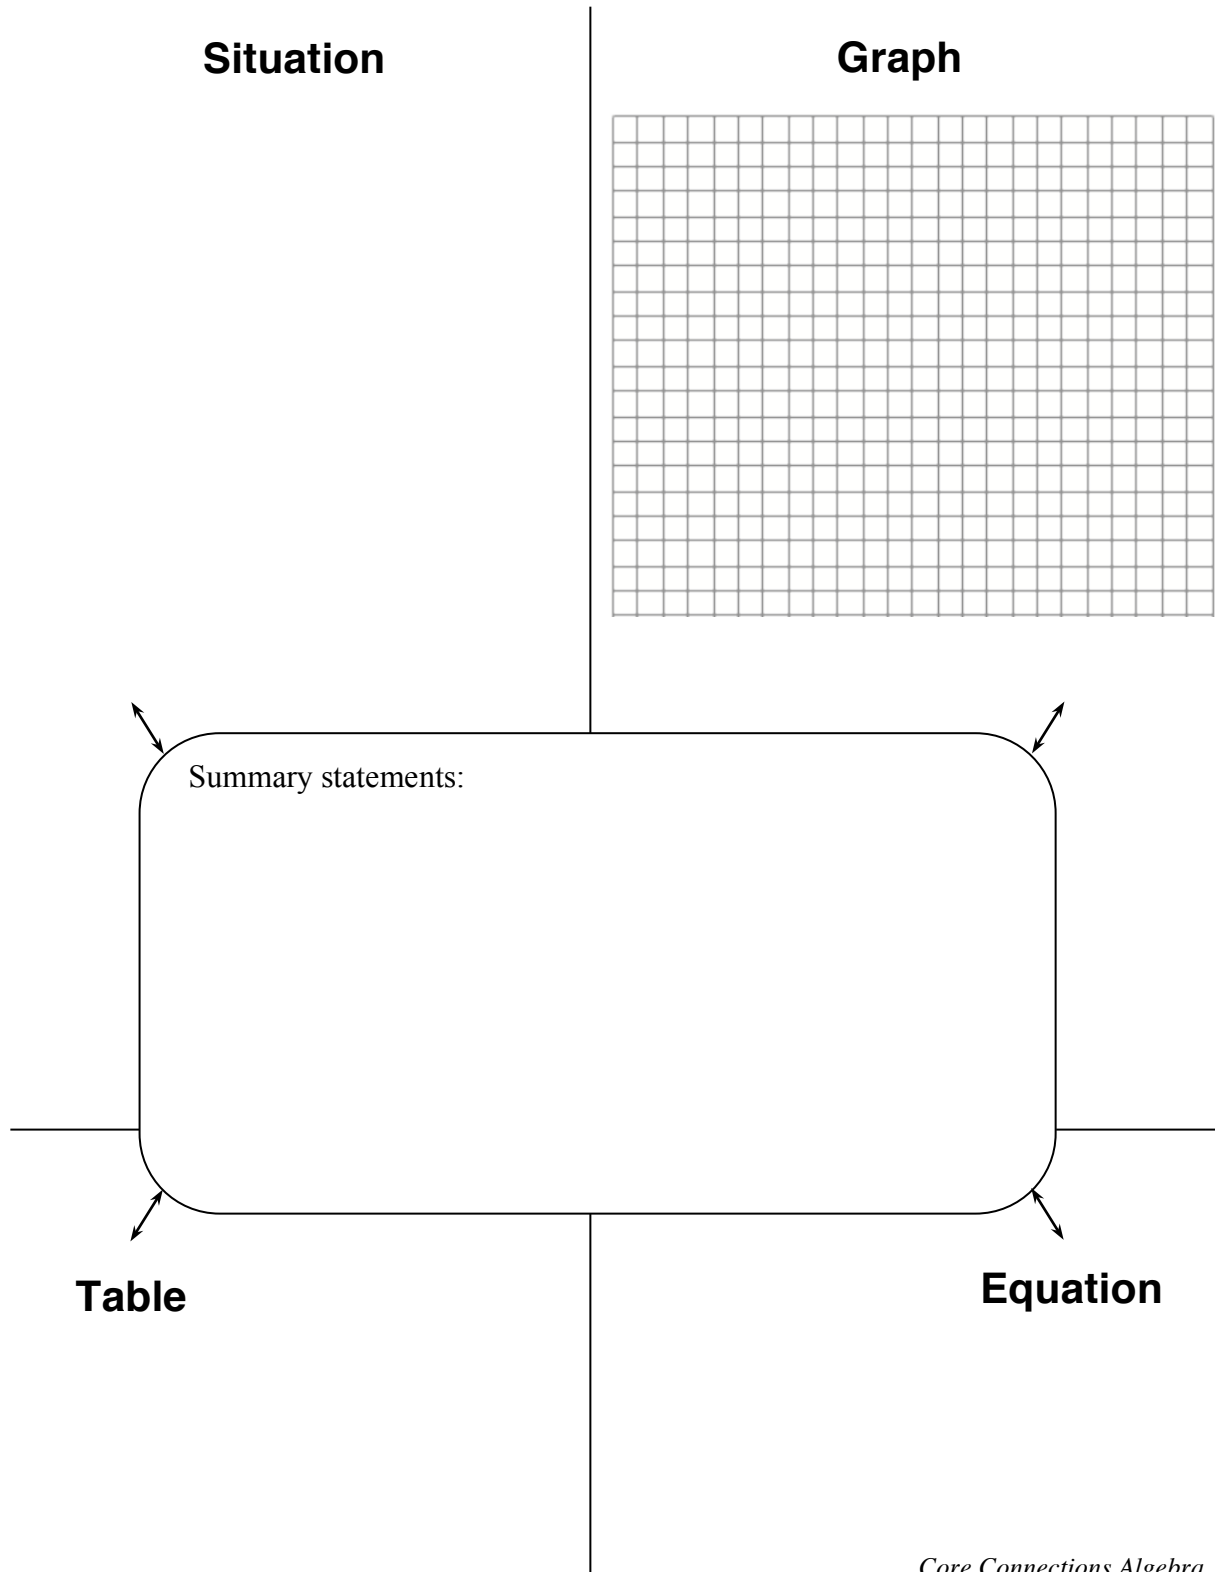 Situation
Graph
Summary statements:
Table
Equation
Core Connections Algebra